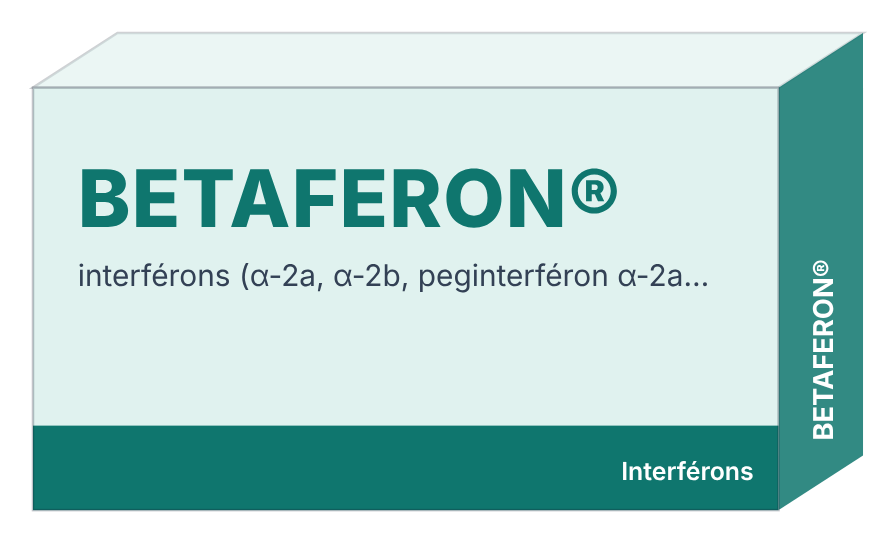 BETAFERON®
interférons (α-2a, α-2b, peginterféron α-2a...
Interférons
BETAFERON®